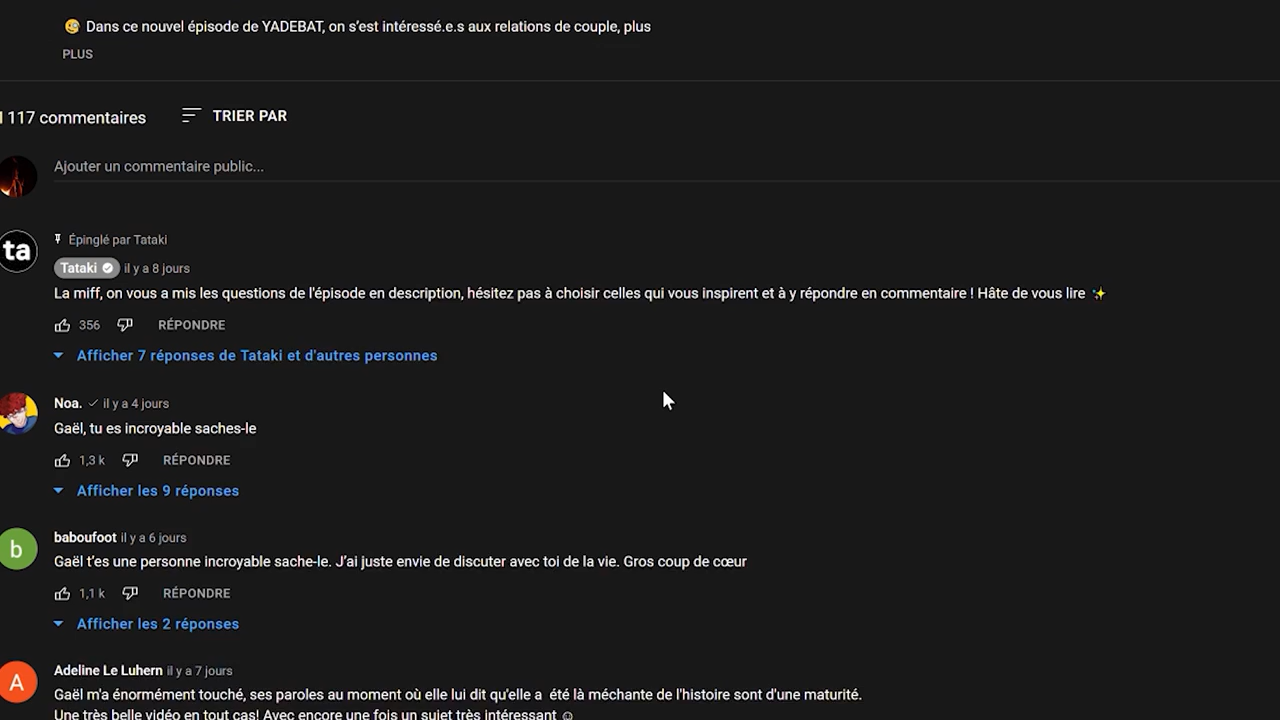 Dans ce nouvel épisode de YADEBAT, on s'est intéressé.e.s aux relations de couple, plus
PLUS
1 117 commentaires TRIER PAR
Ajouter un commentaire public...
Épinglé par Tataki
ta
Tataki il y a 8 jours
La miff, on vous a mis les questions de l'épisode en description, hésitez pas à choisir celles qui vous inspirent et à y répondre en commentaire ! Hâte de vous lire ✨
356 RÉPONDRE
Afficher 7 réponses de Tataki et d'autres personnes
Noa. il y a 4 jours
Gaël, tu es incroyable saches-le
1,3 k RÉPONDRE
Afficher les 9 réponses
baboufoot il y a 6 jours
b
Gaël t'es une personne incroyable sache-le. J'ai juste envie de discuter avec toi de la vie. Gros coup de cœur
1,1 k RÉPONDRE
Afficher les 2 réponses
Adeline Le Luhern il y a 7 jours
A
Gaël m'a énormément touché, ses paroles au moment où elle lui dit qu'elle a été là méchante de l'histoire sont d'une maturité.
Une très belle vidéo en tout cas! Avec encore une fois un sujet très intéressant ☺